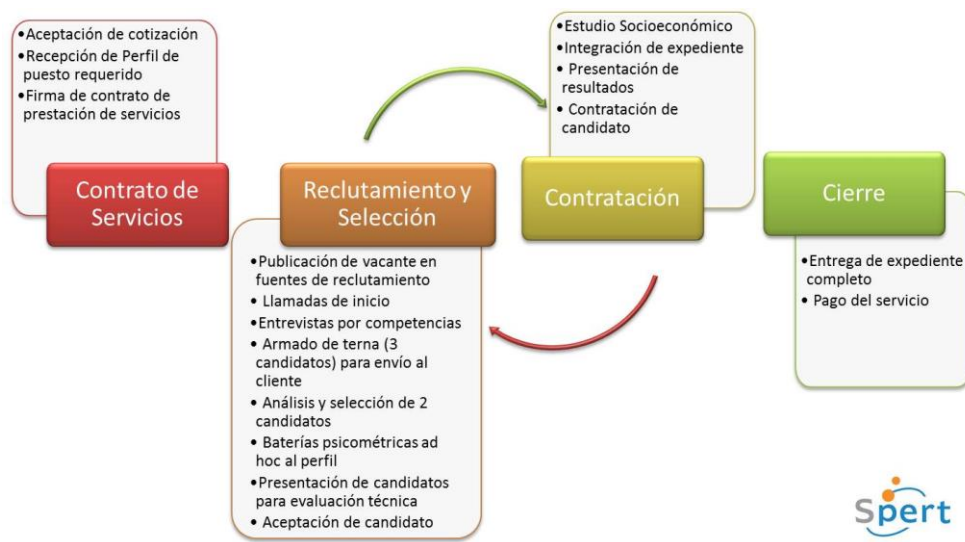 •Aceptación de cotización
•Recepción de Perfil de
puesto requerido
•Firma de contrato de
prestación de servicios
Contrato de
Servicios
Reclutamiento y
Selección
•Publicación de vacante en
fuentes de reclutamiento
• Llamadas de inicio
•Entrevistas por competencias
• Armado de terna (3
candidatos) para envío al
cliente
• Análisis y selección de 2
candidatos
• Baterías psicométricas ad
hoc al perfil
•Presentación de candidatos
para evaluación técnica
• Aceptación de candidato
•Estudio Socioeconómico
•Integración de expediente
• Presentación de
resultados
• Contratación de
candidato
Contratación
Cierre
•Entrega de expediente
completo
• Pago del servicio
Spert